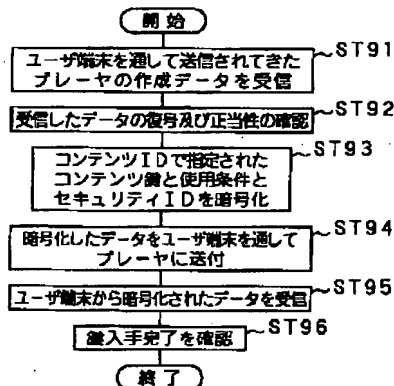 開始
ユーザ端末を通して送信されてきた
プレーヤの作成データを受信
ST91
受信したデータの復号及び正当性の確認
ST92
コンテンツIDで指定された
コンテンツ鍵と使用条件と
セキュリティIDを暗号化
ST93
暗号化したデータをユーザ端末を通して
プレーヤに送付
ST94
ユーザ端末から暗号化されたデータを受信
ST95
鍵入手完了を確認
ST96
終了